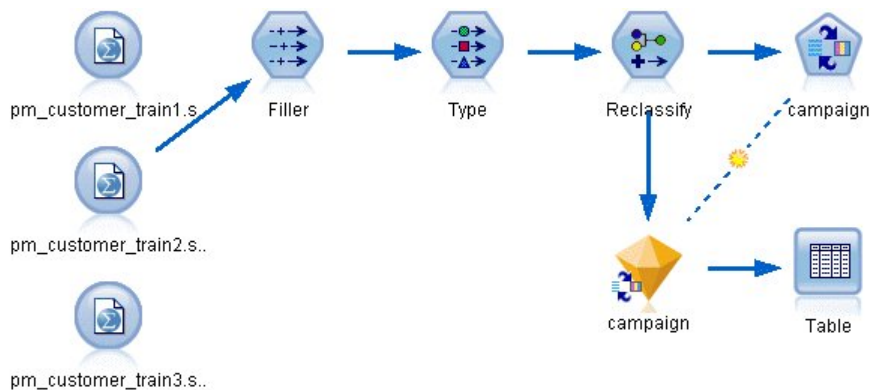 pm_customer_train1.s
Filler
Type
Reclassify
campaign
pm_customer_train2.s..
campaign
Table
pm_customer_train3.s..